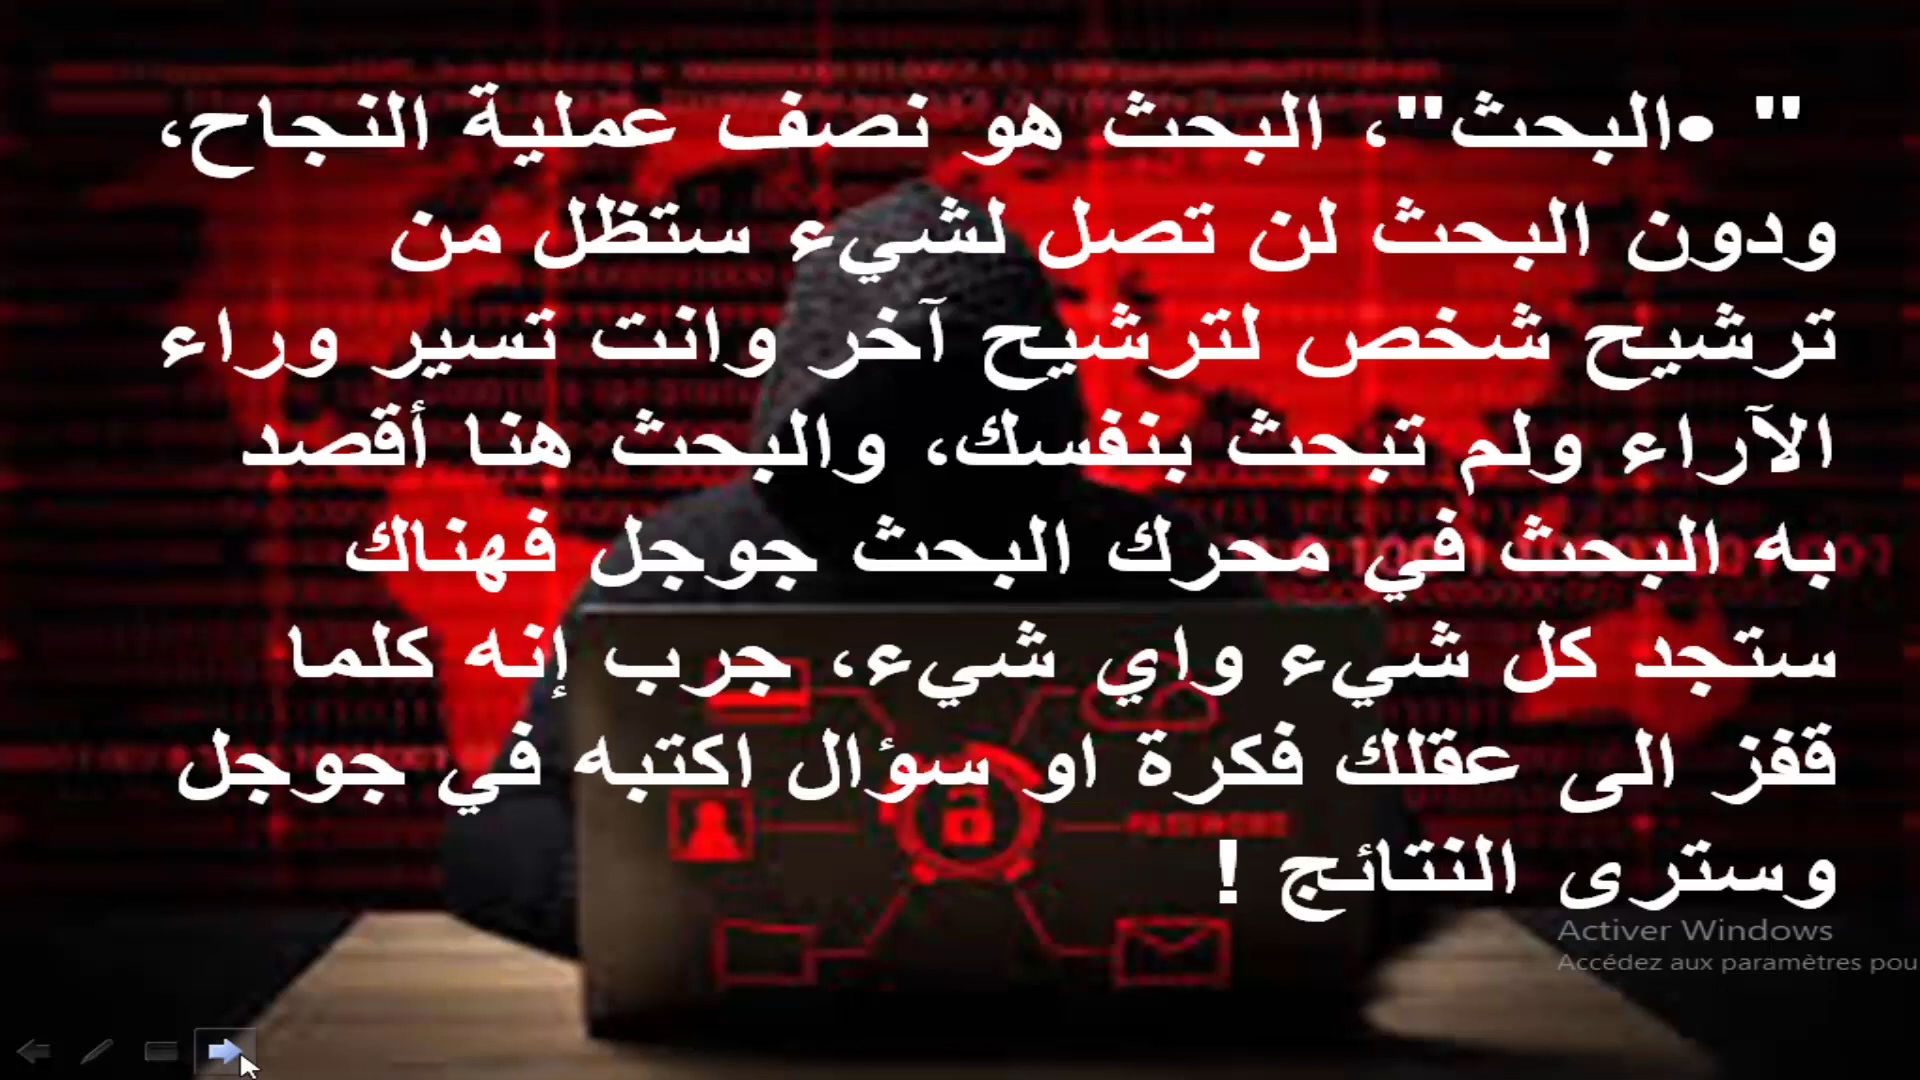 " •البحث"، البحث هو نصف عملية النجاح،
ودون البحث لن تصل لشيء ستظل من
ترشيح شخص لترشيح آخر وانت تسير وراء
الآراء ولم تبحث بنفسك، والبحث هنا أقصد
به البحث في محرك البحث جوجل فهناك
ستجد كل شيء واي شيء، جرب إنه كلما
قفز الى عقلك فكرة او سؤال اكتبه في جوجل
وسترى النتائج !
PASSWORD
Activer Windows
Accédez aux paramètres pou